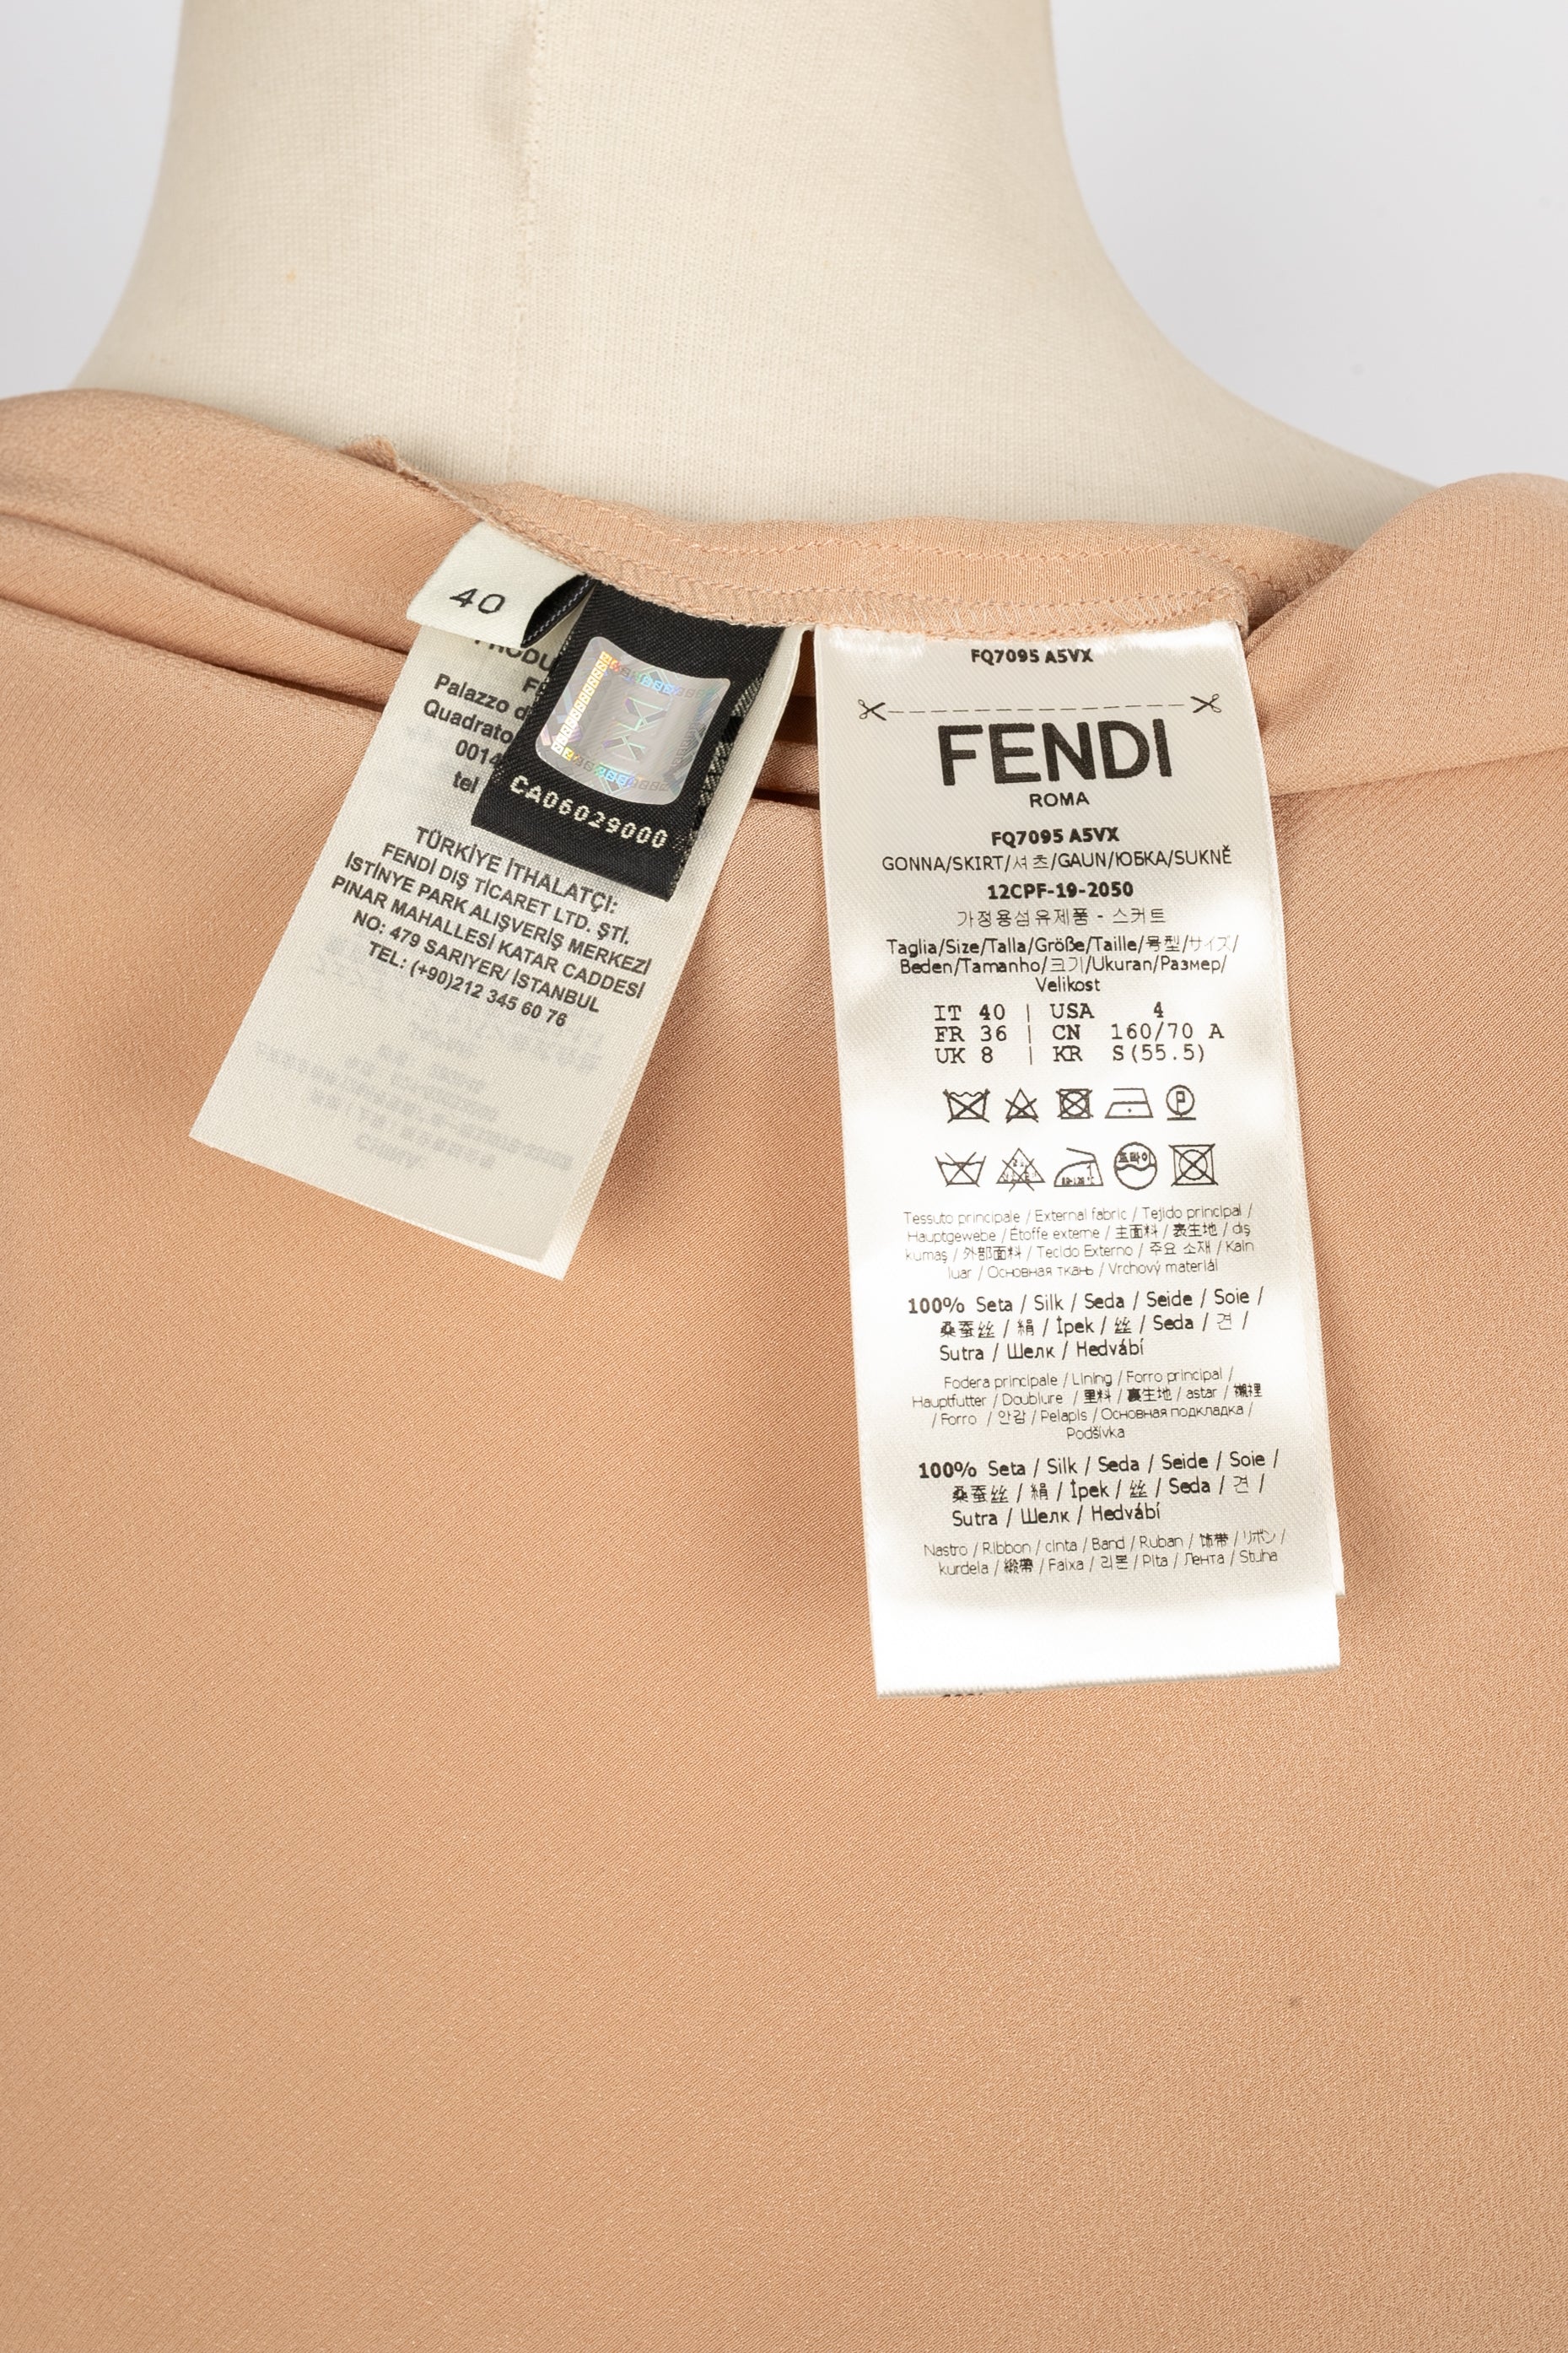 40
Palazzo d
Quadrato
0014
tel
CA06029000
TÜRKİYE İTHALATÇI:
FENDİ DIŞ TİCARET LTD. ŞTİ.
İSTİNYE PARK ALIŞVERİŞ MERKEZİ
PINAR MAHALLESİ KATAR CADDESİ
NO: 479 SARIYER/ İSTANBUL
TEL: (+90)212 345 60 76
FQ7095 A5VX
FENDI
ROMA
FQ7095 A5VX
GONNA/SKIRT/셔츠/GAUN/ЮБКА/SUKNĚ
12CPF-19-2050
가정용섬유제품 - 스커트
Taglia/Size/Talla/Größe/Taille/号型/サイズ/
Beden/Tamanho/크기/Ukuran/Размер/
Velikost
IT 40 | USA 4
FR 36 | CN 160/70 A
UK 8 | KR S(55.5)
드라이
Tessuto principale / External fabric / Tejido principal /
Hauptgewebe / Étoffe externe / 主面料 / 表生地 / dış
kumaş / 外部面料 / Tecido Externo / 주요 소재 / Kain
luar / Основная ткань / Vrchový materiál
100% Seta / Silk / Seda / Seide / Soie /
桑蚕丝 / 絹 / İpek / 丝 / Seda / 견 /
Sutra / Шелк / Hedvábí
Fodera principale / Lining / Forro principal /
Hauptfutter / Doublure / 里料 / 裏生地 / astar / 襯裡
/ Forro / 안감 / Pelapis / Основная подкладка /
Podšívka
100% Seta / Silk / Seda / Seide / Soie /
桑蚕丝 / 絹 / İpek / 丝 / Seda / 견 /
Sutra / Шелк / Hedvábí
Nastro / Ribbon / cinta / Band / Ruban / 饰带 / リボン /
kurdela / 緞帶 / Faixa / 리본 / Pita / Лента / Stuha